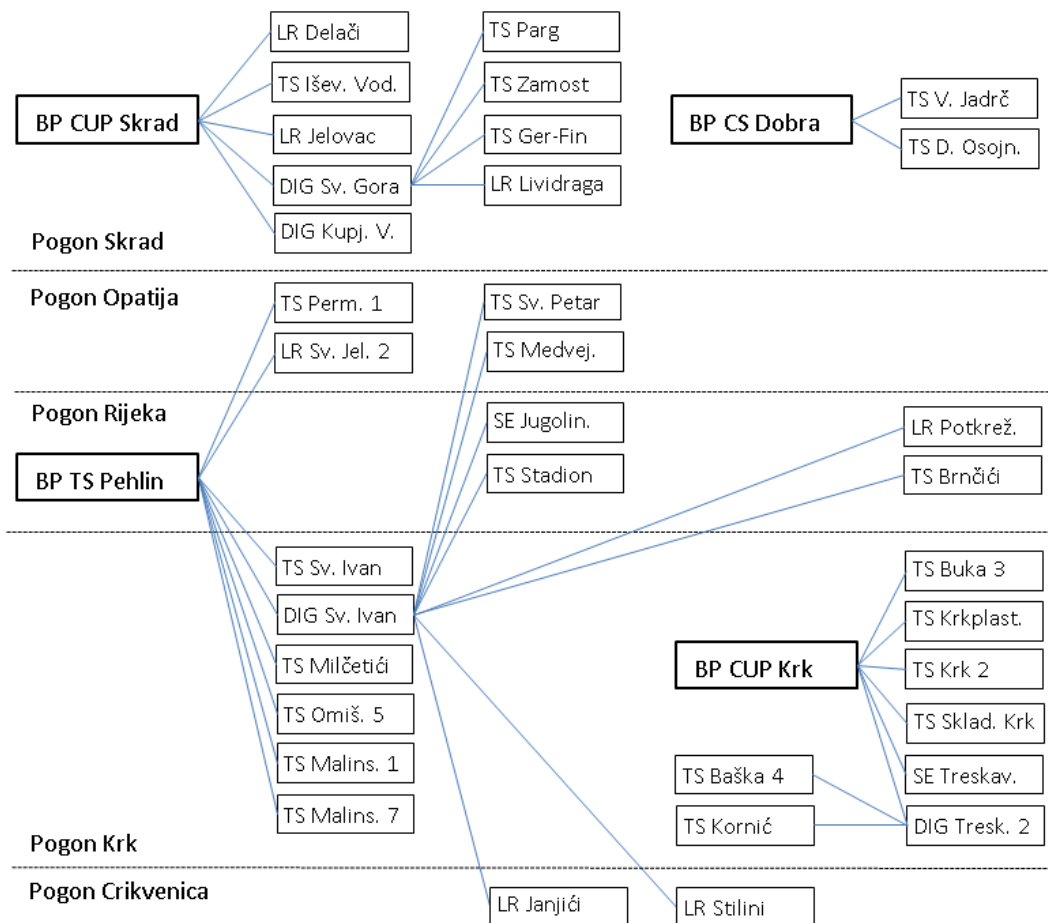 LR Delači
TS Parg
TS Išev. Vod.
TS Zamost
BP CUP Skrad
BP CS Dobra
TS V. Jadrč
LR Jelovac
TS Ger-Fin
TS D. Osojn.
DIG Sv. Gora
LR Lividraga
DIG Kupj. V.
Pogon Skrad
Pogon Opatija
TS Perm. 1
TS Sv. Petar
LR Sv. Jel. 2
TS Medvej.
Pogon Rijeka
SE Jugolin.
LR Potkrež.
BP TS Pehlin
TS Stadion
TS Brnčići
TS Sv. Ivan
TS Buka 3
DIG Sv. Ivan
TS Krkplast.
TS Milčetići
BP CUP Krk
TS Krk 2
TS Omiš. 5
TS Sklad. Krk
TS Malins. 1
TS Baška 4
SE Treskav.
TS Malins. 7
TS Kornić
DIG Tresk. 2
Pogon Krk
Pogon Crikvenica
LR Janjići
LR Stilini